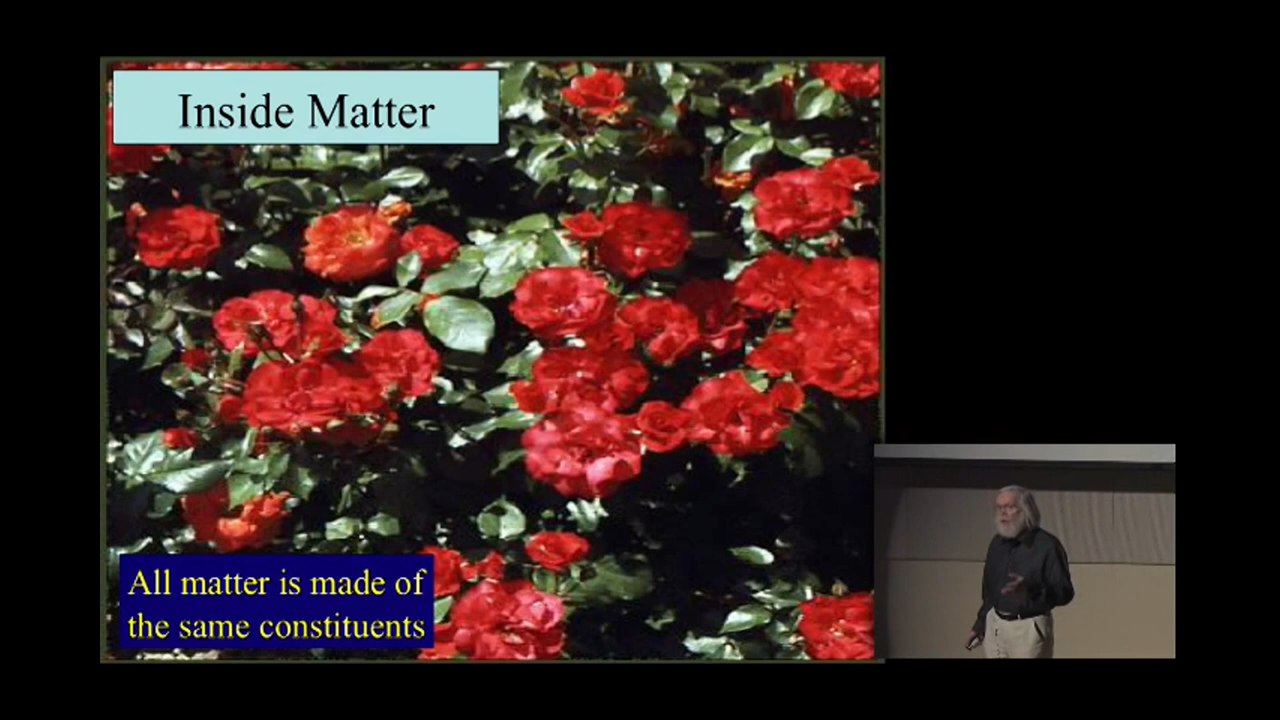 Inside Matter
All matter is made of
the same constituents